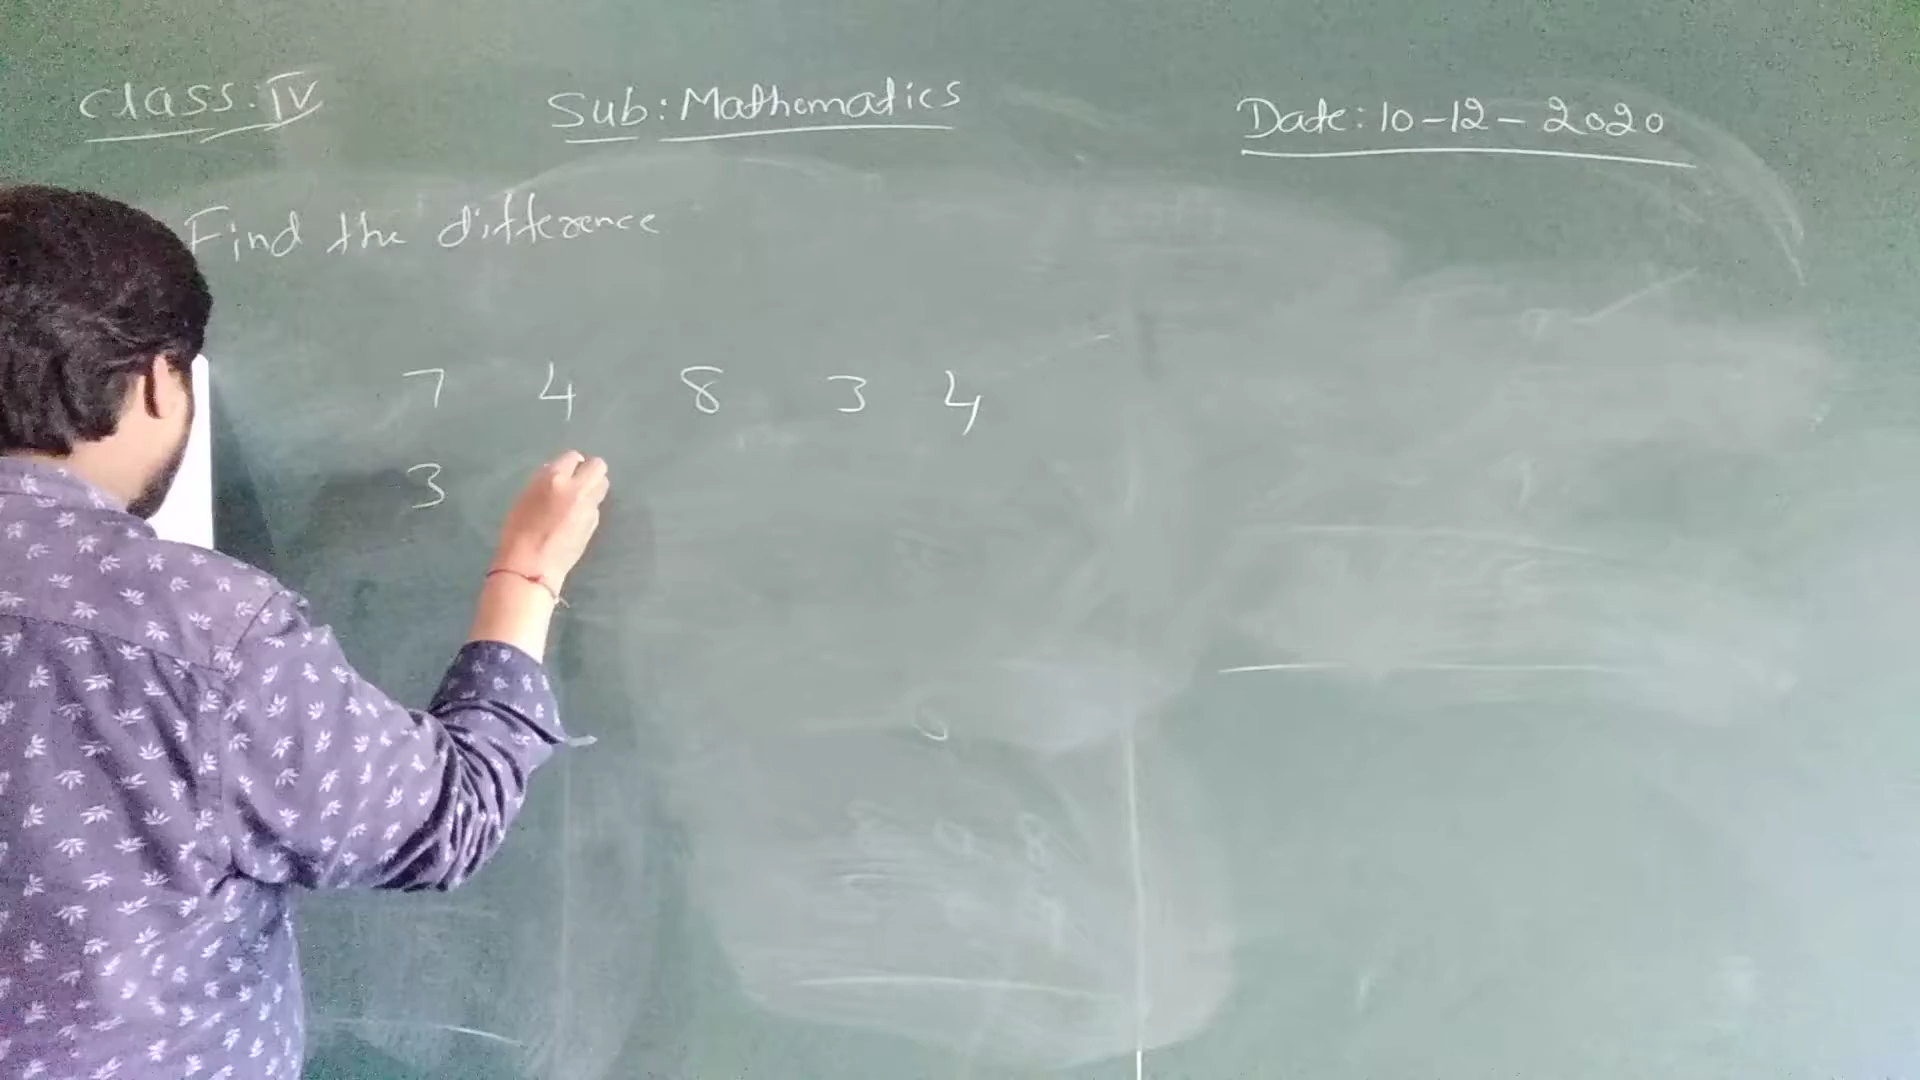 Class.IV Sub: Mathematics Date: 10-12-2020
Find the difference
7 4 8 3 4
3